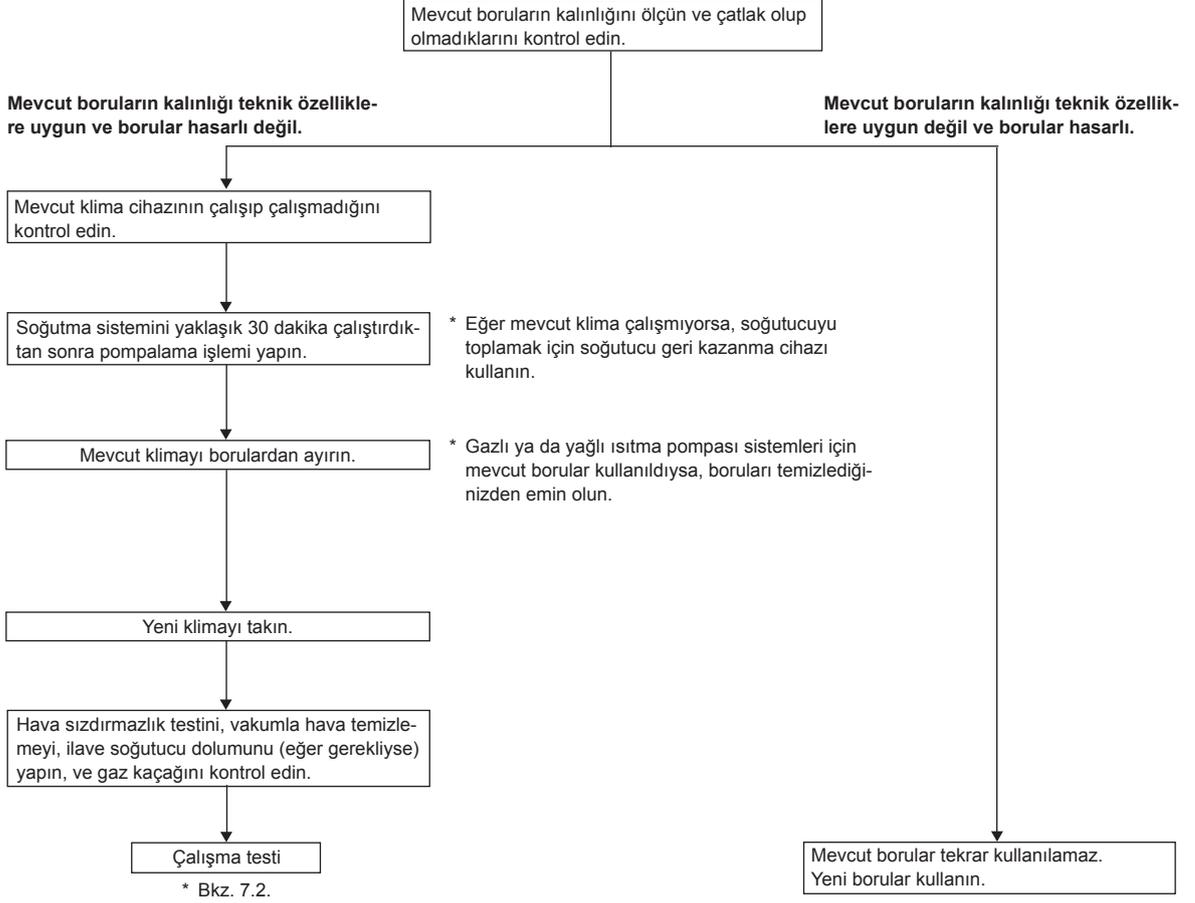 Mevcut boruların kalınlığını ölçün ve çatlak olup
olmadıklarını kontrol edin.
Mevcut boruların kalınlığı teknik özellikle-
re uygun ve borular hasarlı değil.
Mevcut boruların kalınlığı teknik özellik-
lere uygun değil ve borular hasarlı.
Mevcut klima cihazının çalışıp çalışmadığını
kontrol edin.
Soğutma sistemini yaklaşık 30 dakika çalıştırdık-
tan sonra pompalama işlemi yapın.
* Eğer mevcut klima çalışmıyorsa, soğutucuyu
toplamak için soğutucu geri kazanma cihazı
kullanın.
Mevcut klimayı borulardan ayırın.
* Gazlı ya da yağlı ısıtma pompası sistemleri için
mevcut borular kullanıldıysa, boruları temizlediği-
nizden emin olun.
Yeni klimayı takın.
Hava sızdırmazlık testini, vakumla hava temizle-
meyi, ilave soğutucu dolumunu (eğer gerekliyse)
yapın, ve gaz kaçağını kontrol edin.
Çalışma testi
* Bkz. 7.2.
Mevcut borular tekrar kullanılamaz.
Yeni borular kullanın.